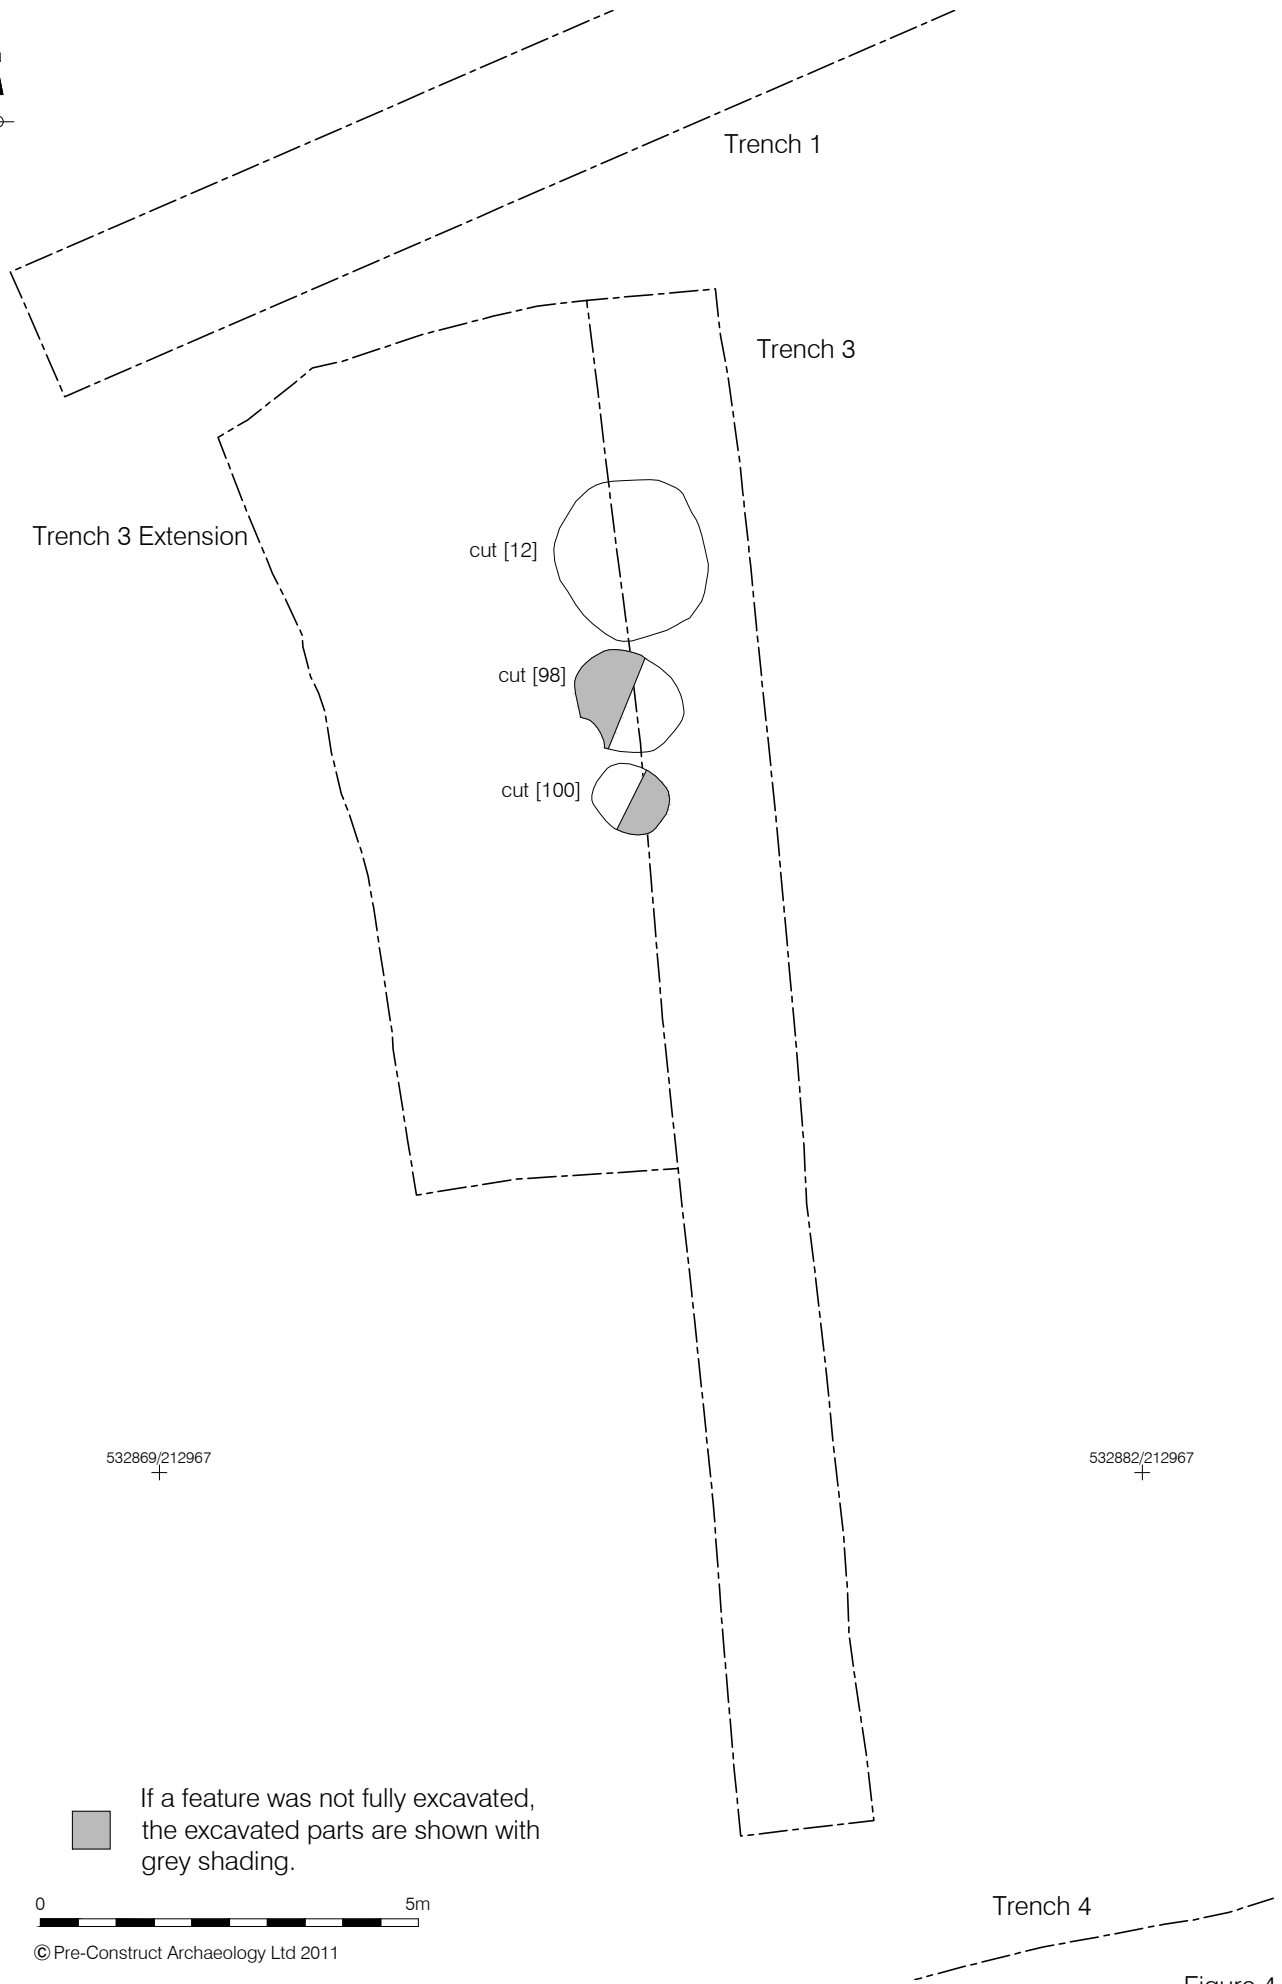 Trench 1
Trench 3
Trench 3 Extension
cut [12]
cut [98]
cut [100]
532869/212967
532882/212967
If a feature was not fully excavated,
the excavated parts are shown with
grey shading.
0 5m
© Pre-Construct Archaeology Ltd 2011
Trench 4
Figure 4